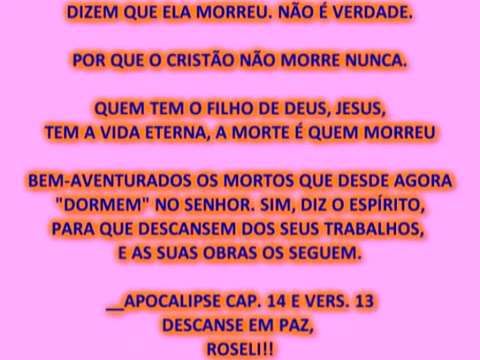 DIZEM QUE ELA MORREU. NÃO É VERDADE.
POR QUE O CRISTÃO NÃO MORRE NUNCA.
QUEM TEM O FILHO DE DEUS, JESUS,
TEM A VIDA ETERNA, A MORTE É QUEM MORREU
BEM-AVENTURADOS OS MORTOS QUE DESDE AGORA
"DORMEM" NO SENHOR. SIM, DIZ O ESPÍRITO,
PARA QUE DESCANSEM DOS SEUS TRABALHOS,
E AS SUAS OBRAS OS SEGUEM.
__APOCALIPSE CAP. 14 E VERS. 13
DESCANSE EM PAZ,
ROSELI!!